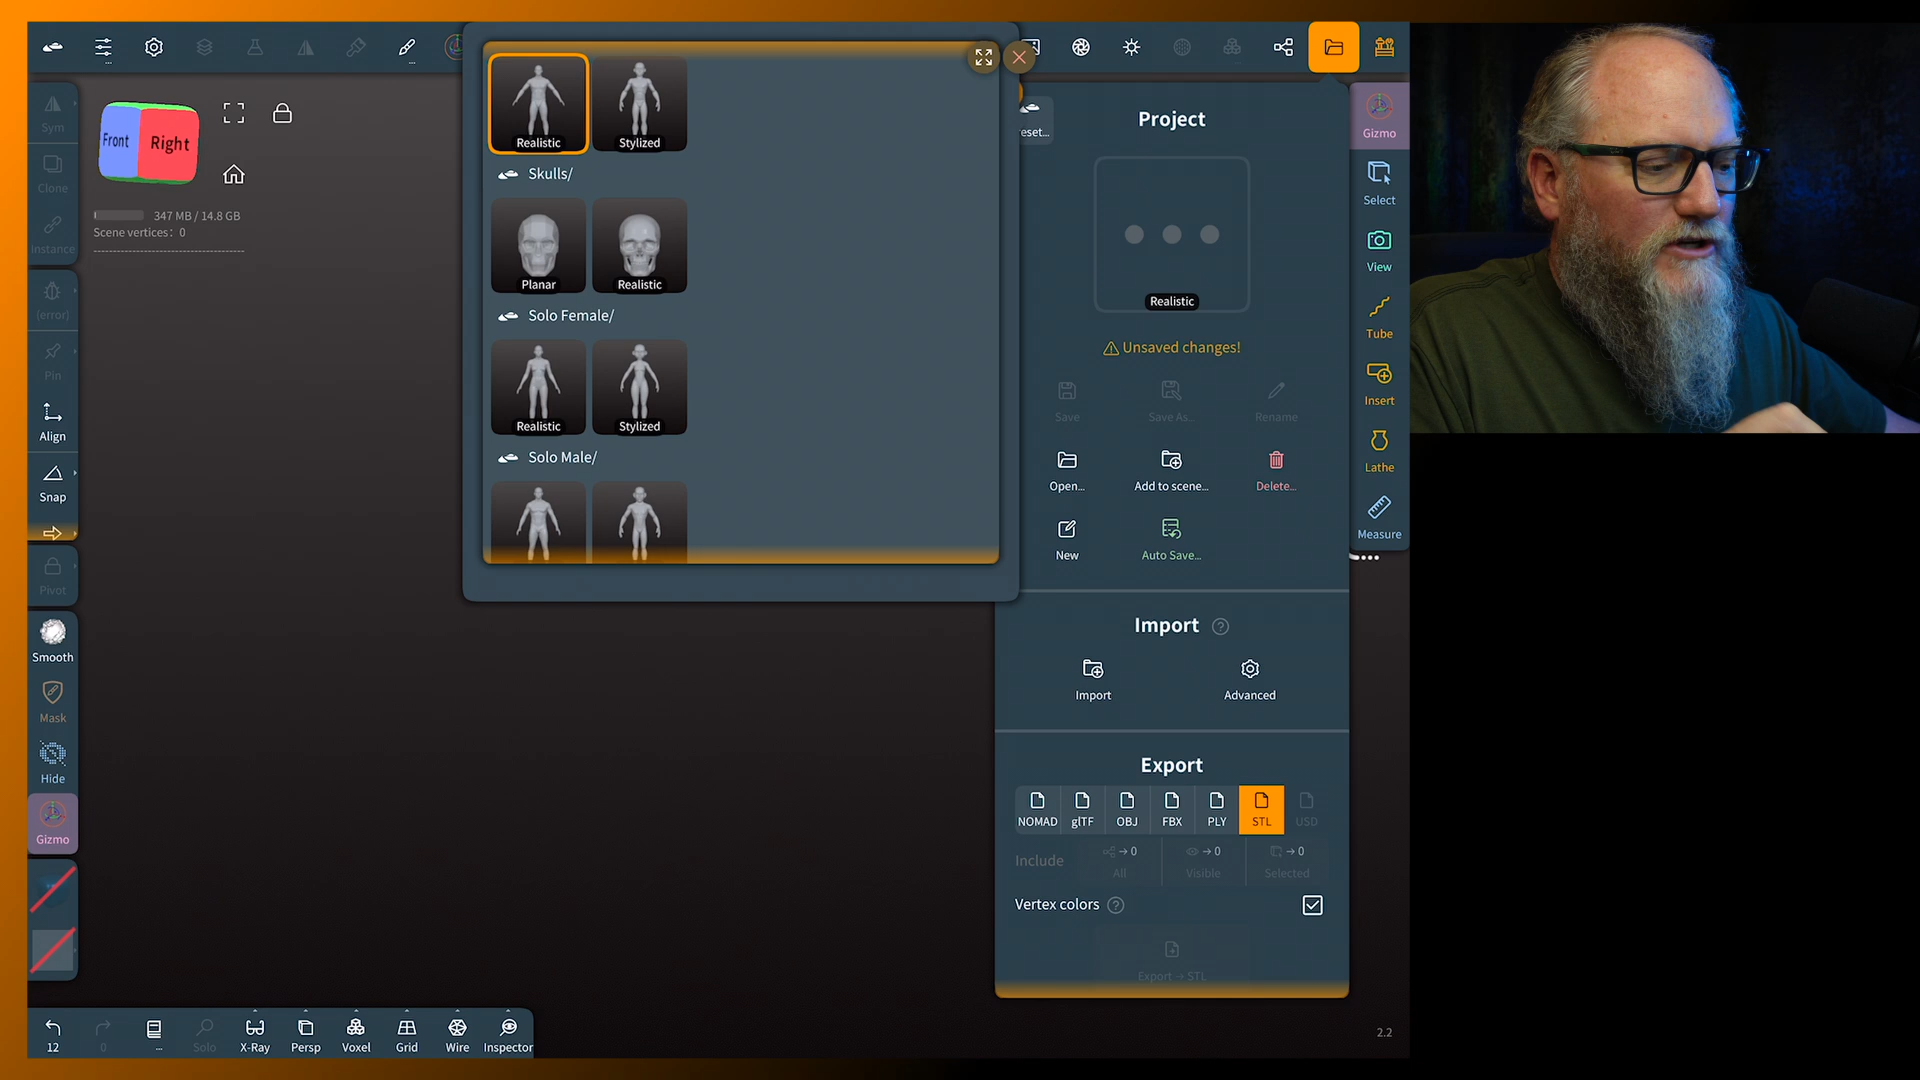 Sym
Clone
Instance
(error)
Pin
Align
Snap
Pivot
Smooth
Mask
Hide
Gizmo
Front
Right
347 MB / 14.8 GB
Scene vertices: 0
Realistic
Stylized
Skulls/
Planar
Realistic
Solo Female/
Realistic
Stylized
Solo Male/
eset...
Project
Realistic
Unsaved changes!
Save
Save As...
Rename
Open...
Add to scene...
Delete...
New
Auto Save...
Import ?
Import
Advanced
Export
NOMAD
glTF
OBJ
FBX
PLY
STL
USD
Include
→ 0
All
→ 0
Visible
→ 0
Selected
Vertex colors ?
Export → STL
Gizmo
Select
View
Tube
Insert
Lathe
Measure
12
0
...
Solo
X-Ray
Persp
Voxel
Grid
Wire
Inspector
2.2